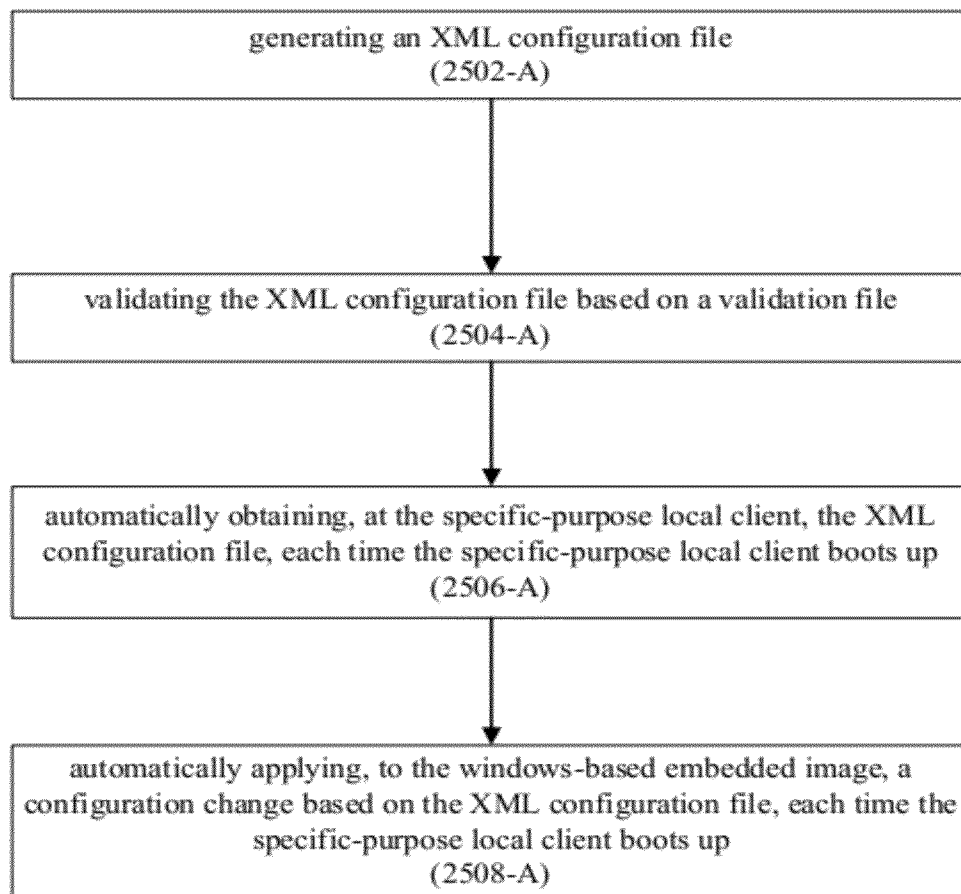 generating an XML configuration file
(2502-A)
validating the XML configuration file based on a validation file
(2504-A)
automatically obtaining, at the specific-purpose local client, the XML
configuration file, each time the specific-purpose local client boots up
(2506-A)
automatically applying, to the windows-based embedded image, a
configuration change based on the XML configuration file, each time the
specific-purpose local client boots up
(2508-A)